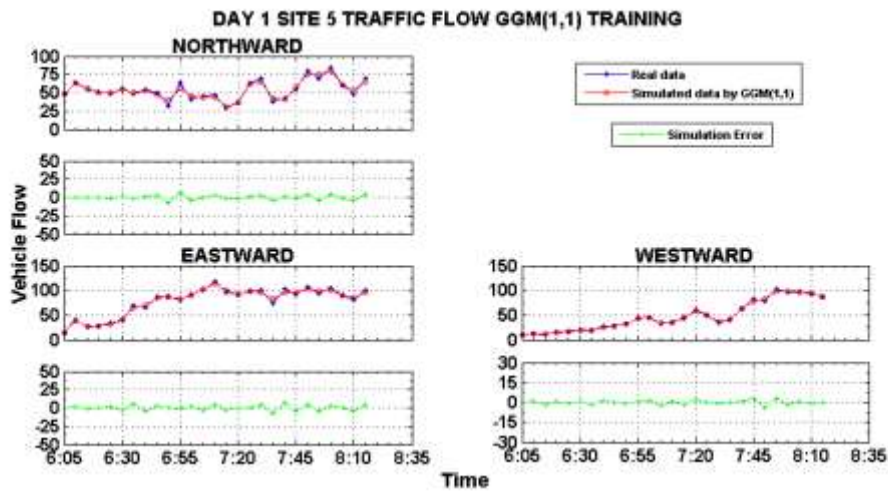 DAY 1 SITE 5 TRAFFIC FLOW GGM(1,1) TRAINING
NORTHWARD
100
75
50
25
0
Real data
Simulated data by GGM(1,1)
Simulation Error
50
25
0
-25
-50
Vehicle Flow
EASTWARD
150
100
50
0
WESTWARD
150
100
50
0
50
25
0
-25
-50
6:05 6:30 6:55 7:20 7:45 8:10 8:35
30
15
0
-15
-30
6:05 6:30 6:55 7:20 7:45 8:10 8:35
Time